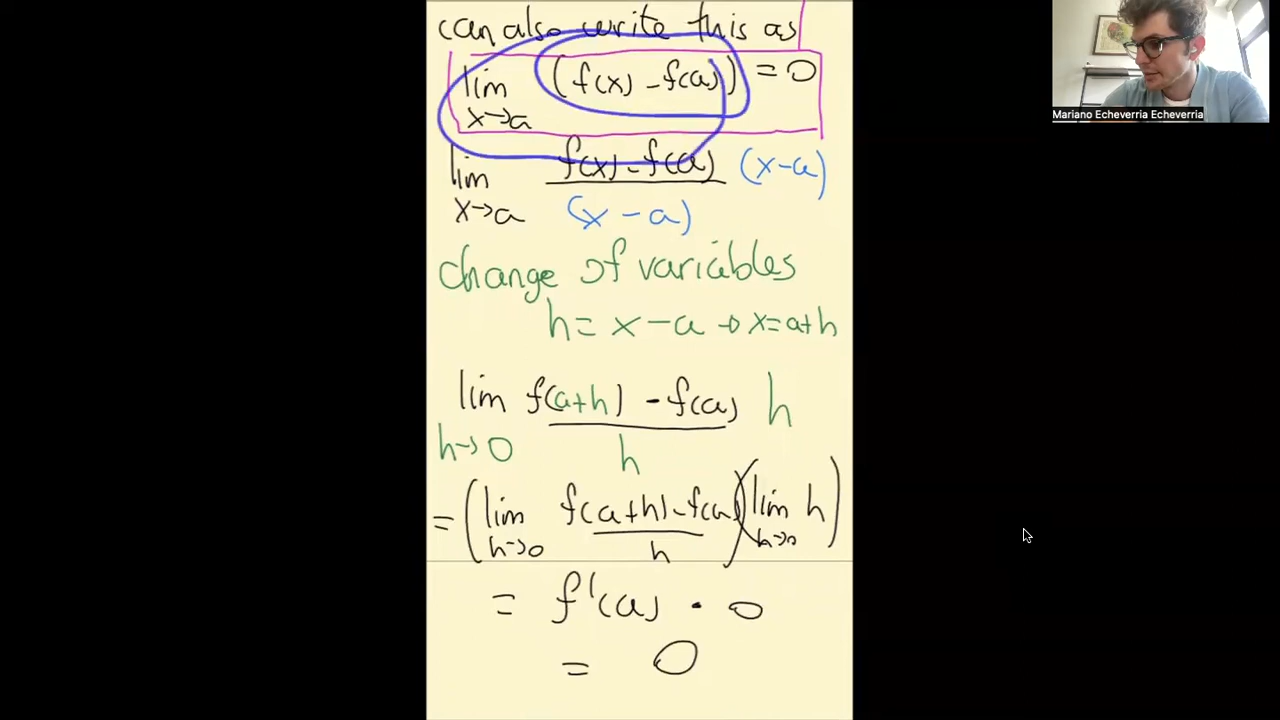 can also write this as
lim (f(x) - f(a)) = 0
x→a
lim f(x) - f(a) (x-a)
x→a (x - a)
change of variables
h = x - a → x = a+h
lim f(a+h) - f(a) h
h→0 h
= (lim f(a+h) - f(a)) (lim h)
h→0 h h→0
= f'(a) · 0
= 0
Mariano Echeverria Echeverria